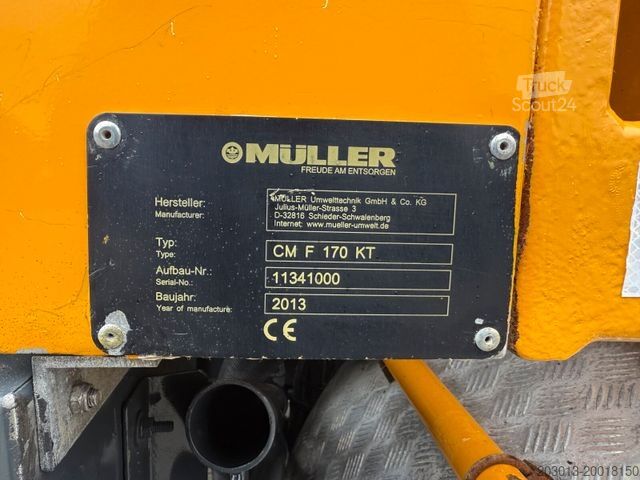 Truck
Scout24
MÜLLER
FREUDE AM ENTSORGEN
Hersteller:
Manufacturer:
MÜLLER Umwelttechnik GmbH & Co. KG
Julius-Müller-Strasse 3
D-32816 Schieder-Schwalenberg
Internet: www.mueller-umwelt.de
Typ:
Type:
CM F 170 KT
Aufbau-Nr.:
Serial-No.:
11341000
Baujahr:
Year of manufacture:
2013
CE
203013-20018150